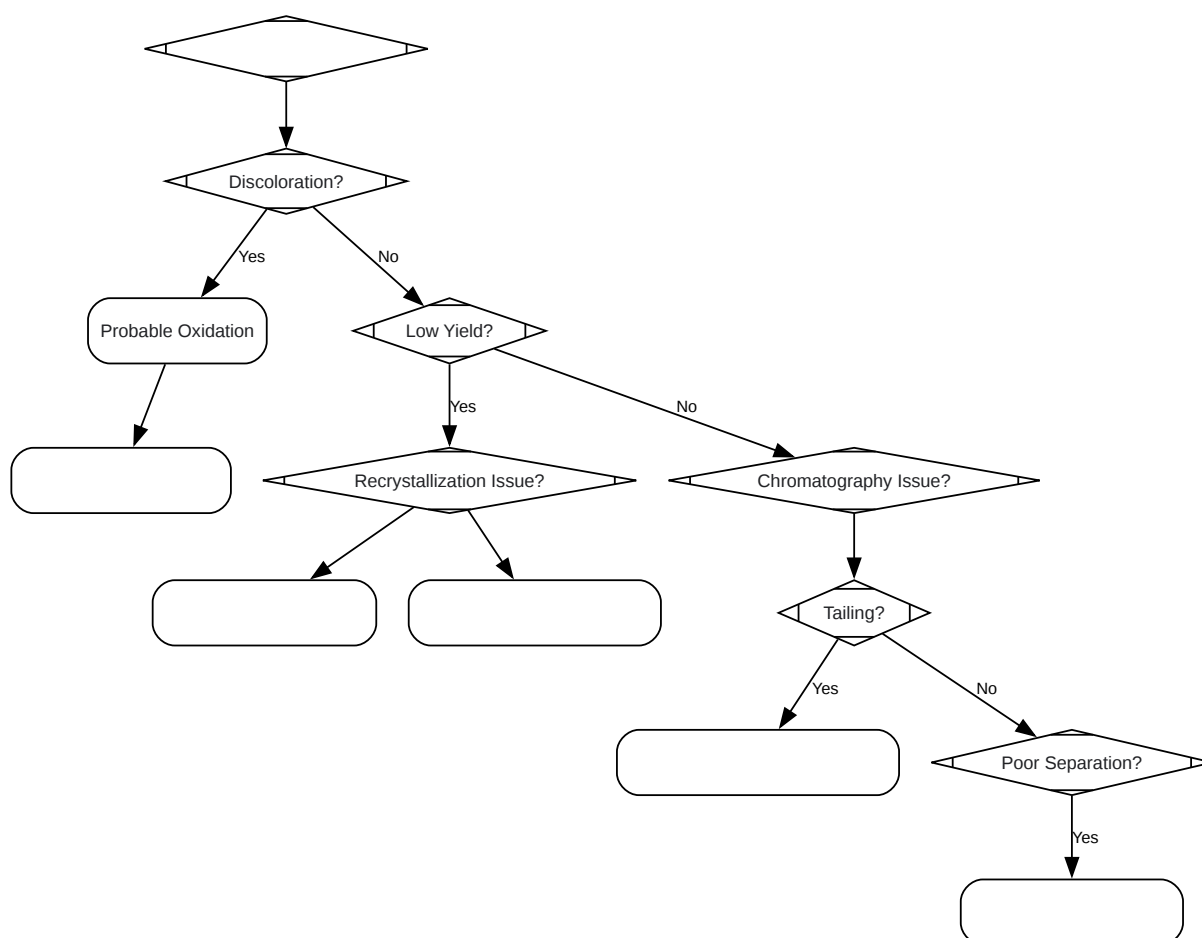 Discoloration?
Yes
No
Probable Oxidation
Low Yield?
Yes
No
Recrystallization Issue?
Chromatography Issue?
Tailing?
Yes
No
Poor Separation?
Yes